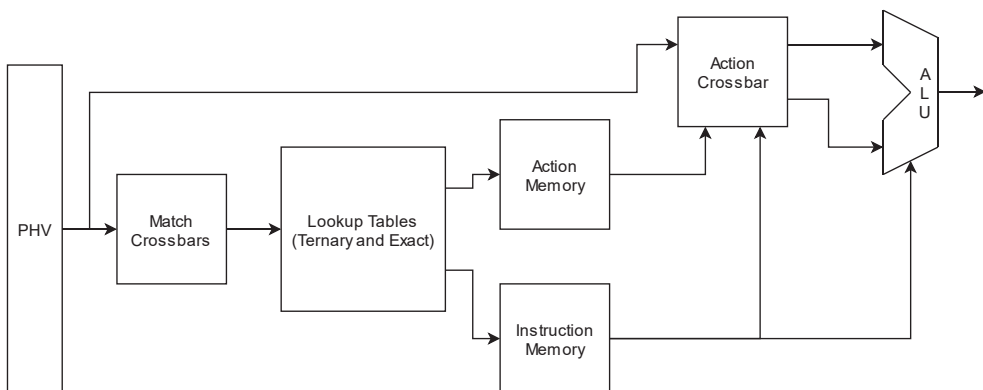 PHV
Match
Crossbars
Lookup Tables
(Ternary and Exact)
Action
Memory
Instruction
Memory
Action
Crossbar
A
L
U